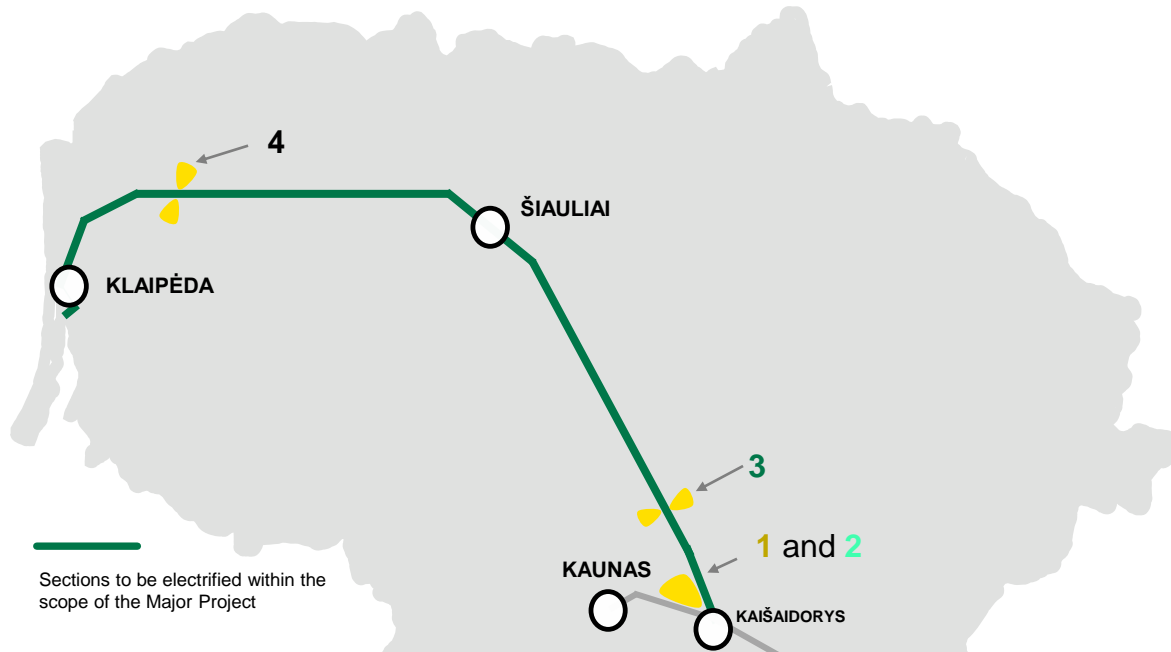 4
ŠIAULIAI
KLAIPĖDA
3
1 and 2
KAUNAS
KAIŠAIDORYS
Sections to be electrified within the
scope of the Major Project